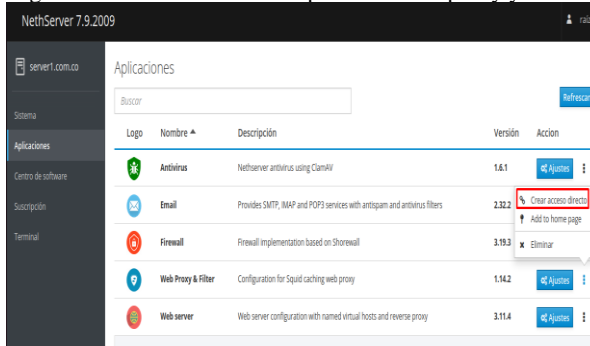 NethServer 7.9.2009
raiz
server1.com.co
Aplicaciones
Buscar
Refrescar
Sistema
Aplicaciones
Centro de software
Suscripción
Terminal
Logo Nombre Descripción Versión Accion
Antivirus Nethserver antivirus using ClamAV 1.6.1 Ajustes
Email Provides SMTP, IMAP and POP3 services with antispam and antivirus filters 2.32.2
Crear acceso directo
Add to home page
Eliminar
Firewall Firewall implementation based on Shorewall 3.19.3
Web Proxy & Filter Configuration for Squid caching web proxy 1.14.2 Ajustes
Web server Web server configuration with named virtual hosts and reverse proxy 3.11.4 Ajustes